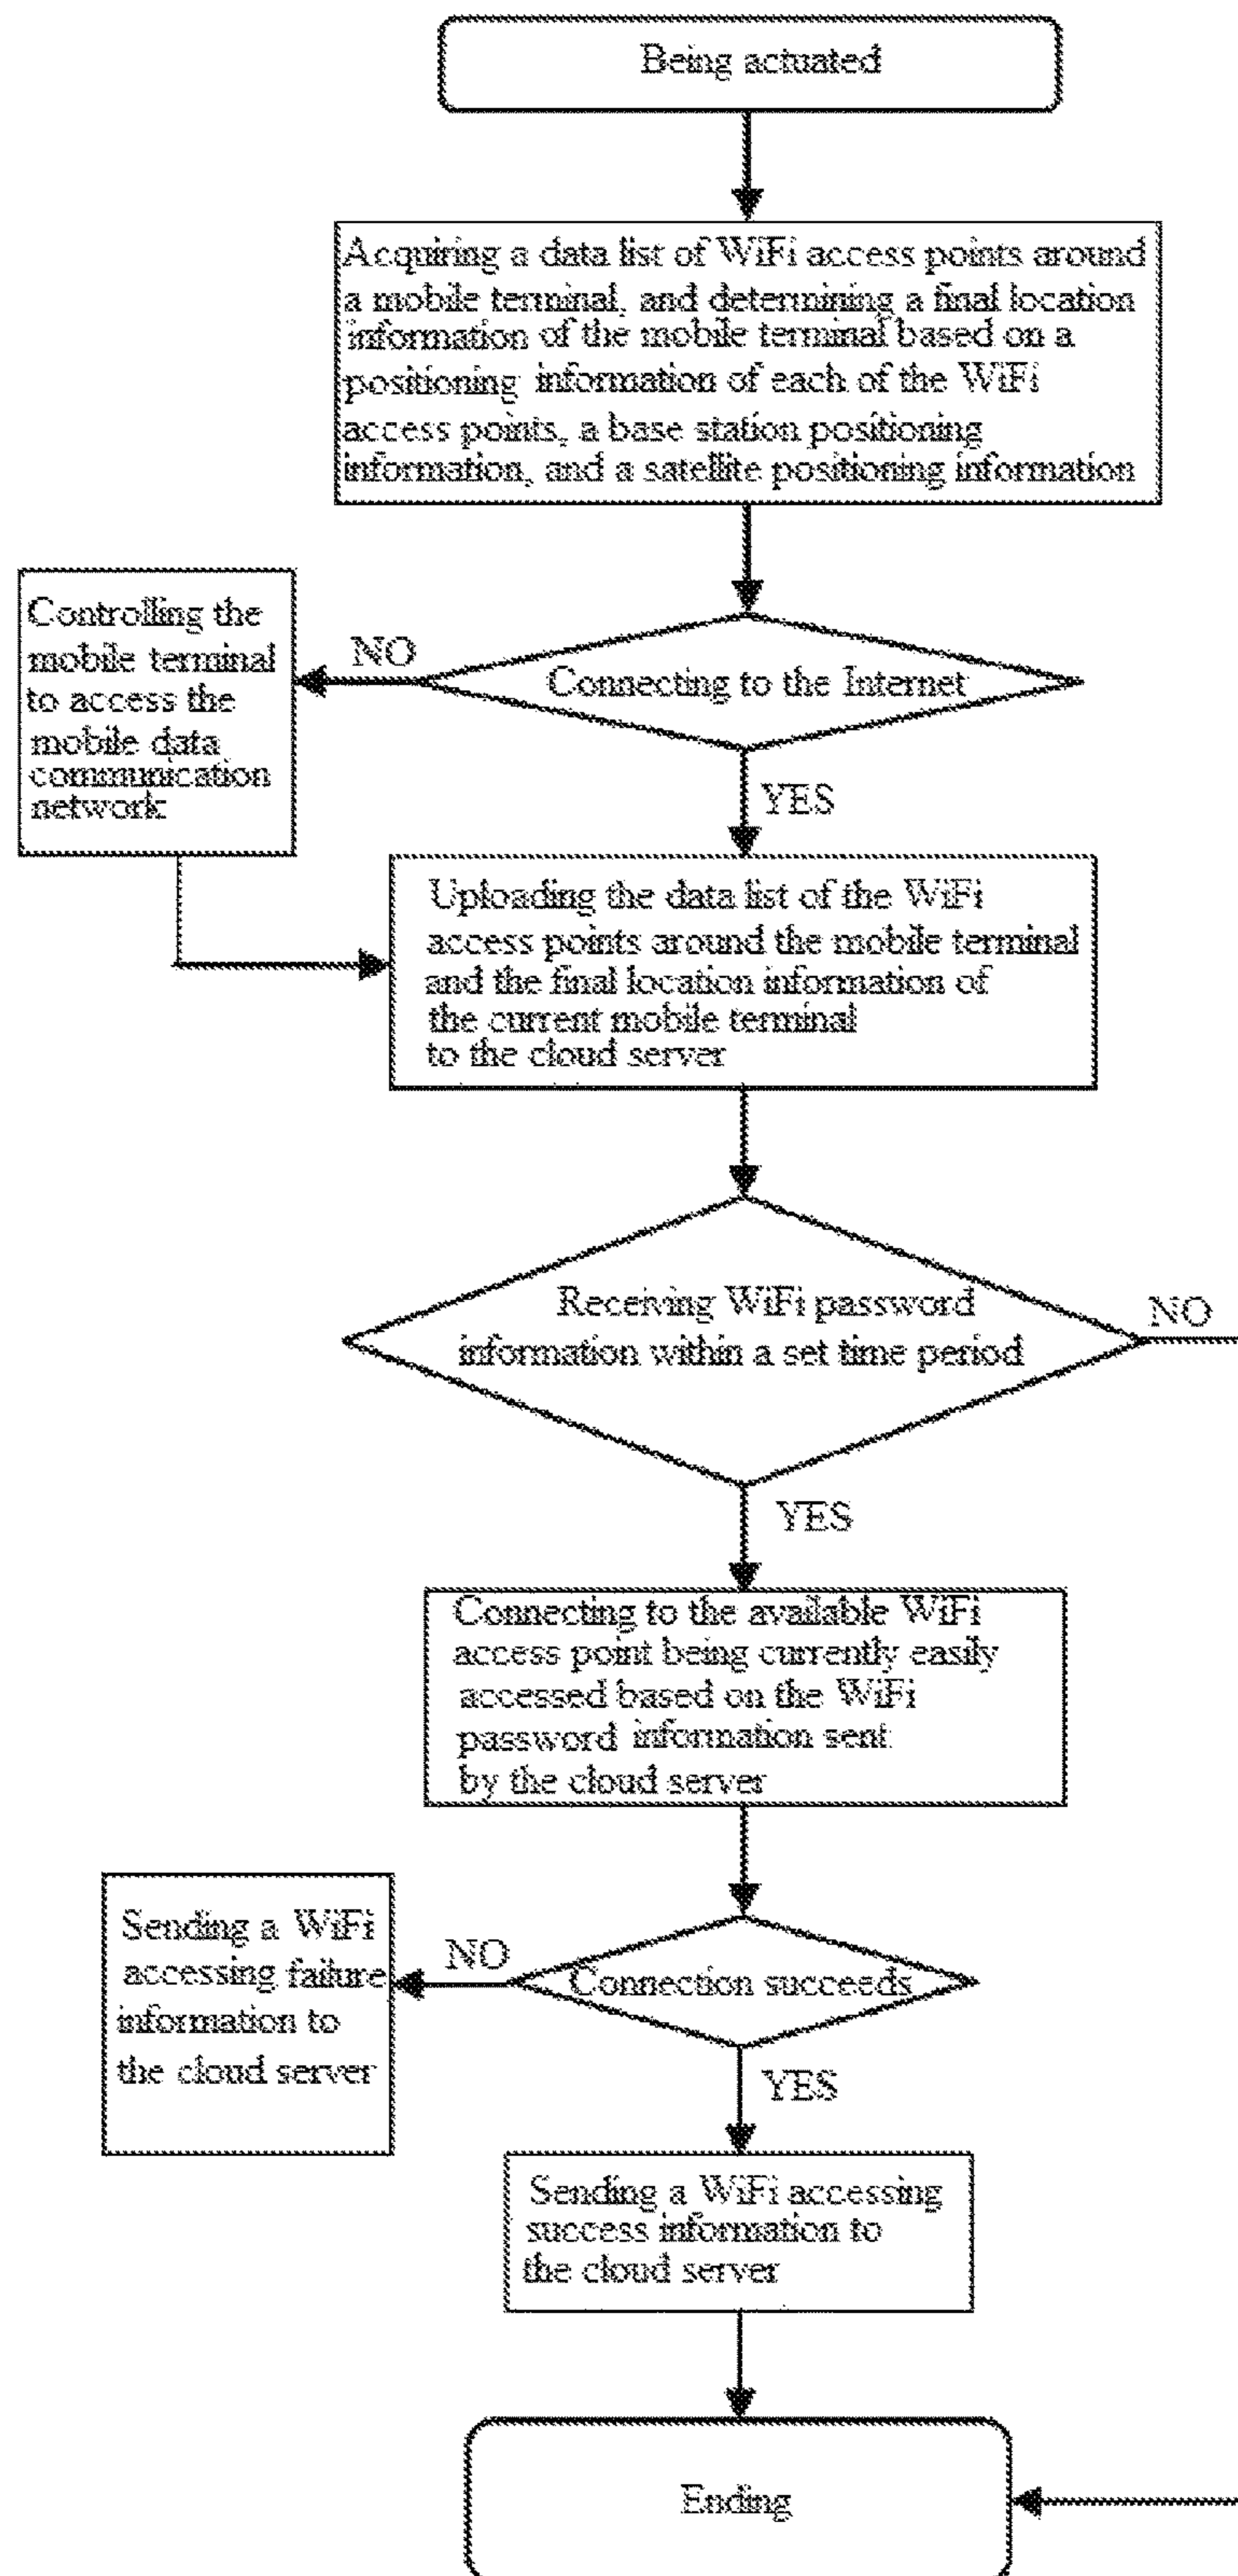 Being actuated
Acquiring a data list of WiFi access points around
a mobile terminal, and determining a final location
information of the mobile terminal based on a
positioning information of each of the WiFi
access points, a base station positioning
information, and a satellite positioning information
Connecting to the Internet
NO
Controlling the
mobile terminal
to access the
mobile data
communication
network
YES
Uploading the data list of the WiFi
access points around the mobile terminal
and the final location information of
the current mobile terminal
to the cloud server
Receiving WiFi password
information within a set time period
NO
YES
Connecting to the available WiFi
access point being currently easily
accessed based on the WiFi
password information sent
by the cloud server
Connection succeeds
NO
Sending a WiFi
accessing failure
information to
the cloud server
YES
Sending a WiFi accessing
success information to
the cloud server
Ending